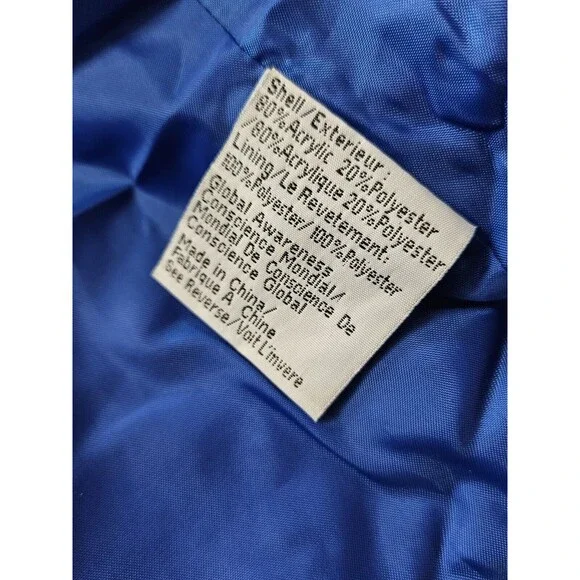 Shell/Exterieur:
80%Acrylic 20%Polyester
/80%Acrylique 20%Polyester
Lining/Le Revetement:
100%Polyester/100%Polyester
Global Awareness
Conscience Mondial/
Mondial De Conscience De
Conscience Global
Made in China/
Fabrique A Chine
See Reverse/Voit L'invere